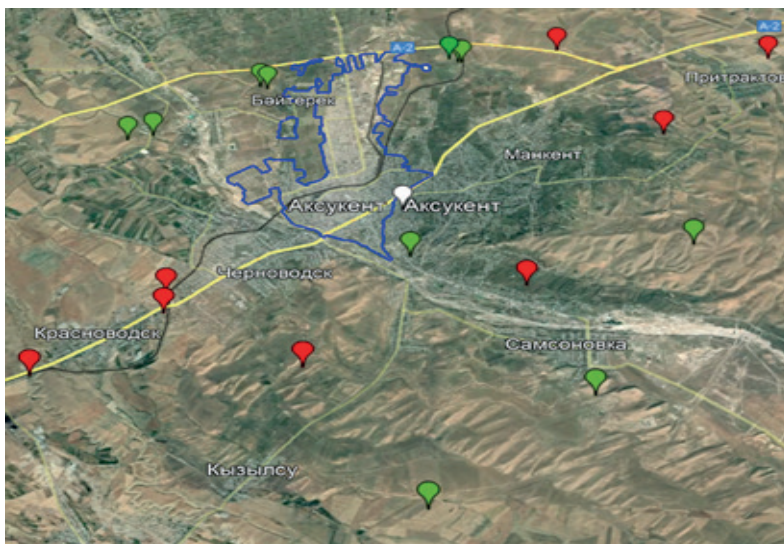 А-2
А-2
Притрактов
Байтерек
Манкент
Аксукент
Аксукент
Черноводск
Красноводск
Самсоновка
Кызылсу